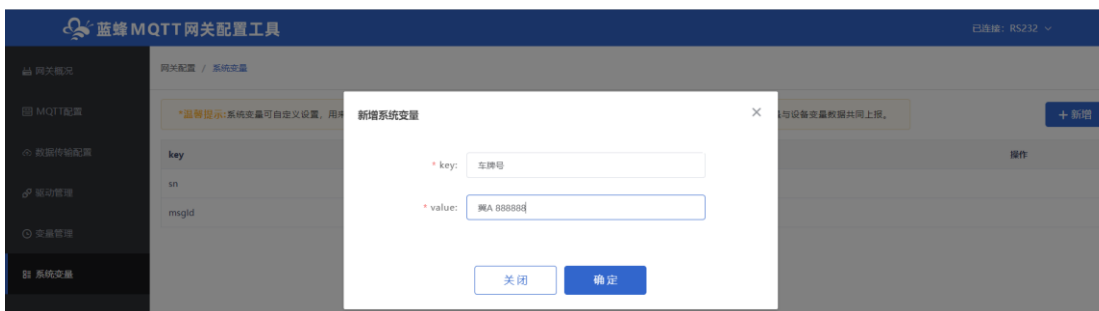 蓝蜂MQTT网关配置工具
已连接：RS232
网关概况
网关配置 / 系统变量
MQTT配置
*温馨提示:系统变量可自定义设置，用来
新增系统变量
与设备变量数据共同上报。
+ 新增
数据传输配置
key
* key: 车牌号
操作
驱动管理
sn
* value: 冀A 888888
msgId
变量管理
系统变量
关闭
确定